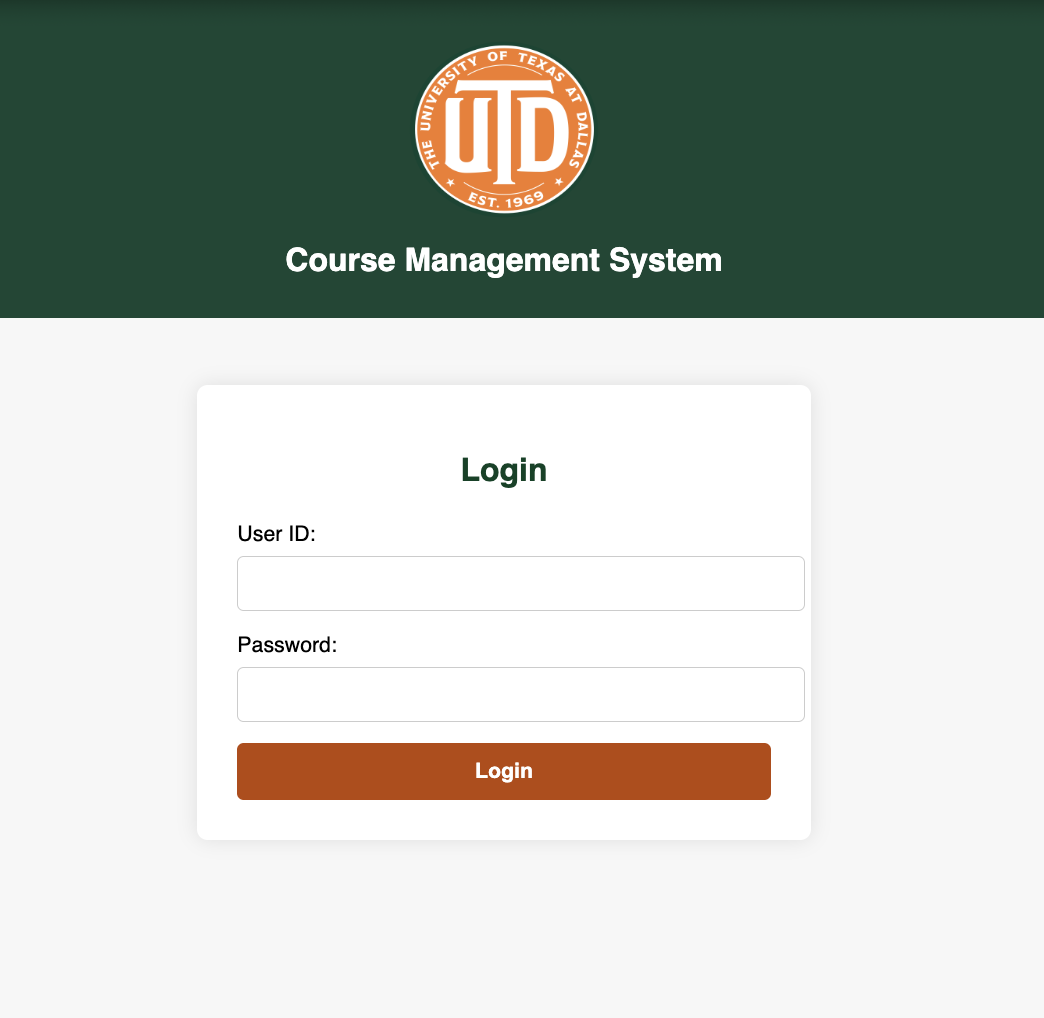 THE UNIVERSITY OF TEXAS AT DALLAS
UTD
EST. 1969
Course Management System
Login
User ID:
Password:
Login